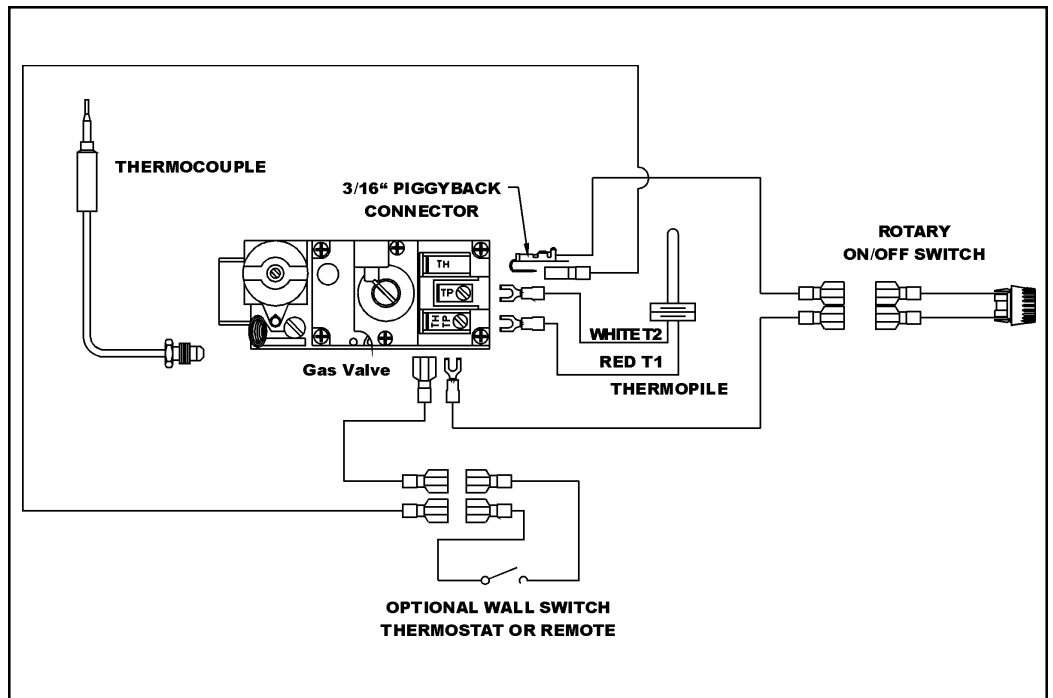 THERMOCOUPLE
3/16“ PIGGYBACK
CONNECTOR
ROTARY
ON/OFF SWITCH
TH
TP
TH
TP
WHITE T2
RED T1
THERMOPILE
Gas Valve
OPTIONAL WALL SWITCH
THERMOSTAT OR REMOTE